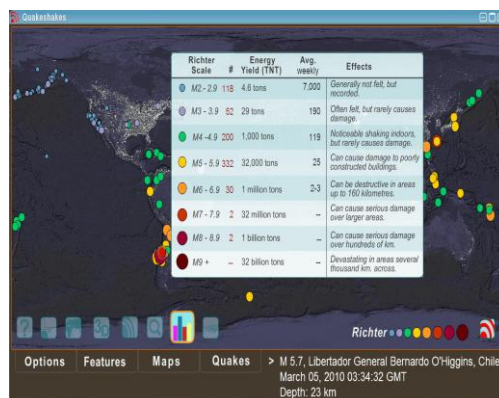 Quakeshakes
Richter Scale # Energy Yield (TNT) Avg. weekly Effects
M2 - 2.9 118 4.6 tons 7,000 Generally not felt, but recorded.
M3 - 3.9 52 29 tons 190 Often felt, but rarely causes damage.
M4 -4.9 200 1,000 tons 119 Noticeable shaking indoors, but rarely causes damage.
M5 - 5.9 332 32,000 tons 25 Can cause damage to poorly constructed buildings.
M6 - 6.9 30 1 million tons 2-3 Can be destructive in areas up to 160 kilometres.
M7 - 7.9 2 32 million tons -- Can cause serious damage over larger areas.
M8 - 8.9 2 1 billion tons -- Can cause serious damage over hundreds of km.
M9 + -- 32 billion tons -- Devastating in areas several thousand km. across.
? 3D
Richter
Options Features Maps Quakes > M 5.7, Libertador General Bernardo O'Higgins, Chile
March 05, 2010 03:34:32 GMT
Depth: 23 km